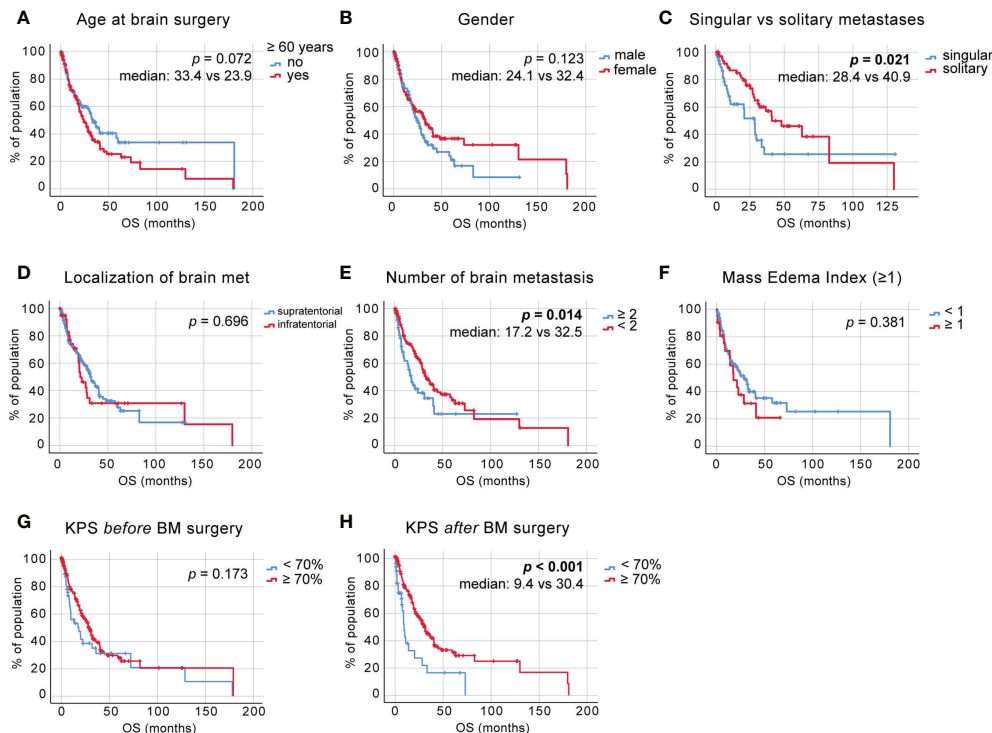 A
Age at brain surgery
% of population
100
80
60
40
20
0
p = 0.072
median: 33.4 vs 23.9
≥ 60 years
no
yes
0 50 100 150 200
OS (months)
B
Gender
% of population
100
80
60
40
20
0
p = 0.123
median: 24.1 vs 32.4
male
female
0 50 100 150 200
OS (months)
C
Singular vs solitary metastases
% of population
100
80
60
40
20
0
p = 0.021
median: 28.4 vs 40.9
singular
solitary
0 25 50 75 100 125
OS (months)
D
Localization of brain met
% of population
100
80
60
40
20
0
p = 0.696
supratentorial
infratentorial
0 50 100 150 200
OS (months)
E
Number of brain metastasis
% of population
100
80
60
40
20
0
p = 0.014
median: 17.2 vs 32.5
≥ 2
< 2
0 50 100 150 200
OS (months)
F
Mass Edema Index (≥1)
% of population
100
80
60
40
20
0
p = 0.381
< 1
≥ 1
0 50 100 150 200
OS (months)
G
KPS before BM surgery
% of population
100
80
60
40
20
0
p = 0.173
< 70%
≥ 70%
0 50 100 150 200
OS (months)
H
KPS after BM surgery
% of population
100
80
60
40
20
0
p < 0.001
median: 9.4 vs 30.4
< 70%
≥ 70%
0 50 100 150 200
OS (months)